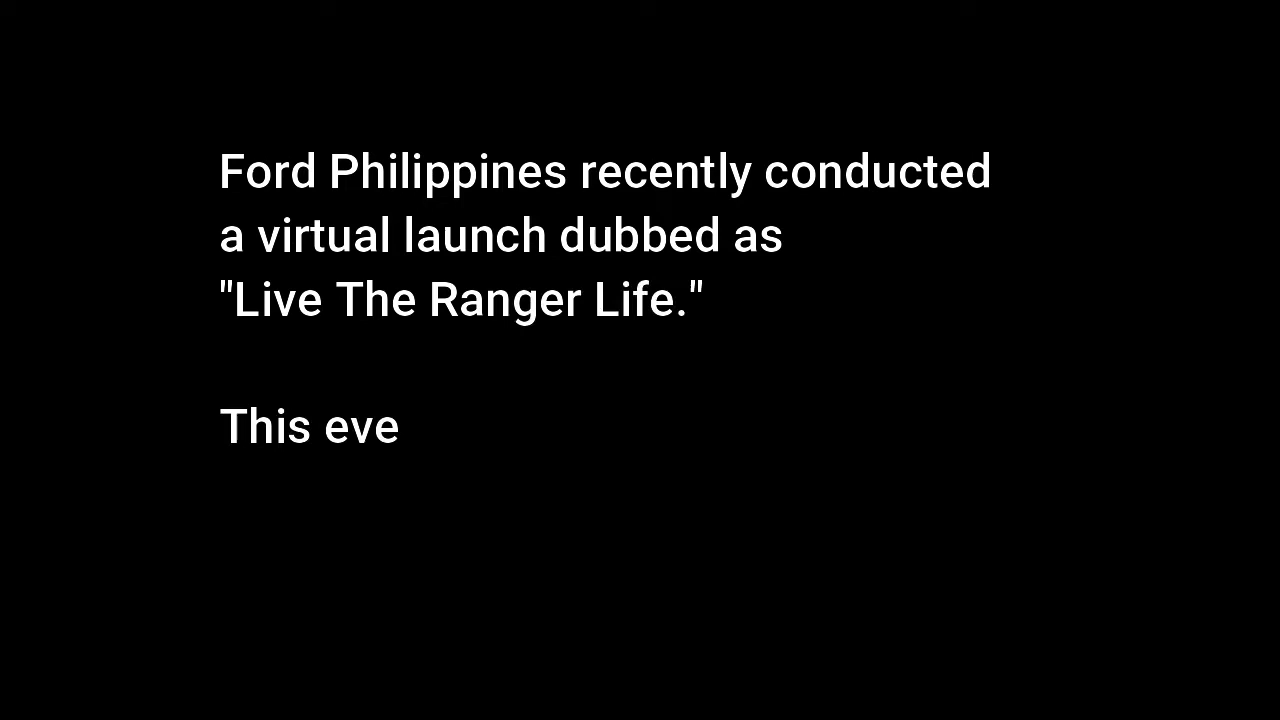 Ford Philippines recently conducted
a virtual launch dubbed as
"Live The Ranger Life."
This eve